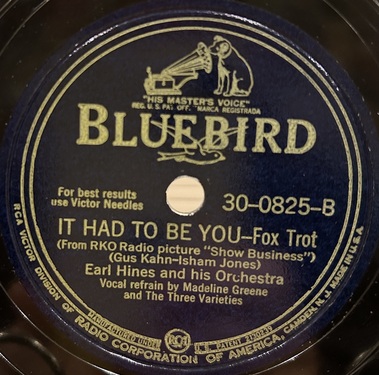 "HIS MASTER'S VOICE"
REG. U.S. PAT. OFF. MARCA REGISTRADA
BLUEBIRD
For best results
use Victor Needles
30-0825-B
IT HAD TO BE YOU—Fox Trot
(From RKO Radio picture "Show Business")
(Gus Kahn-Isham Jones)
Earl Hines and his Orchestra
Vocal refrain by Madeline Greene
and The Three Varieties
MANUFACTURED UNDER
RCA
U.S. PATENT
RCA VICTOR DIVISION OF RADIO CORPORATION OF AMERICA, CAMDEN, N. J. MADE IN U.S.A.